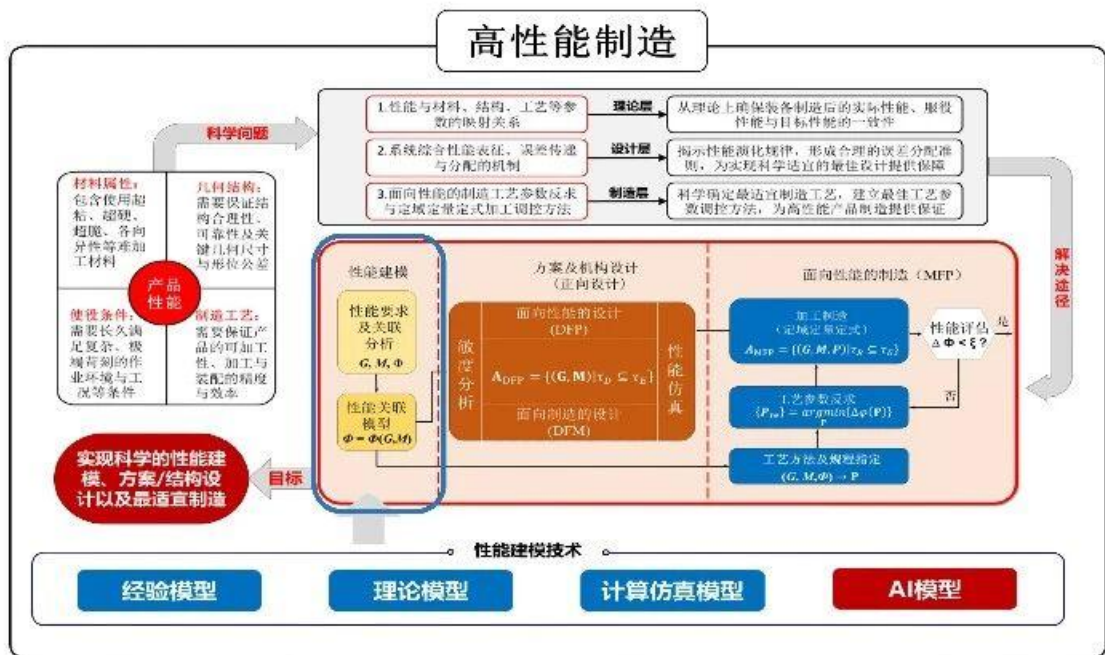 高性能制造
科学问题
1.性能与材料、结构、工艺等参
数的映射关系
理论层
从理论上确保装备制造后的实际性能、服役
性能与目标性能的一致性
2.系统综合性能表征、误差传递
与分配的机制
设计层
揭示性能演化规律，形成合理的误差分配准
则，为实现科学适宜的最佳设计提供保障
3.面向性能的制造工艺参数反求
与定域定量定式加工调控方法
制造层
科学确定最适宜制造工艺，建立最佳工艺参
数调控方法，为高性能产品制造提供保证
材料属性：
包含使用超
粘、超硬、
超脆、各向
异性等难加
工材料
几何结构：
需要保证结
构合理性、
可靠性及关
键几何尺寸
与形位公差
产品
性能
使役条件：
需要长久满
足复杂、极
端苛刻的作
业环境与工
况等条件
制造工艺：
需要保证产
品的可加工
性、加工与
装配的精度
与效率
解决途径
性能建模
性能要求
及关联
分析
G, M, Φ
性能关联
模型
Φ = Φ(G,M)
方案及机构设计
（正向设计）
敏度分析
面向性能的设计
(DFP)
A_DFP = {(G, M)|τ_D ⊆ τ_E}
面向制造的设计
(DFM)
性能仿真
面向性能的制造（MFP）
加工制造
（定域定量定式）
A_MFP = {(G, M, P)|τ_R ⊆ τ_E}
性能评估
ΔΦ < ξ?
是
否
工艺参数反求
= argmin[Δφ(P)]
P
工艺方法及规程指定
(G, M, Φ) → P
目标
实现科学的性能建
模、方案/结构设
计以及最适宜制造
性能建模技术
经验模型
理论模型
计算仿真模型
AI模型